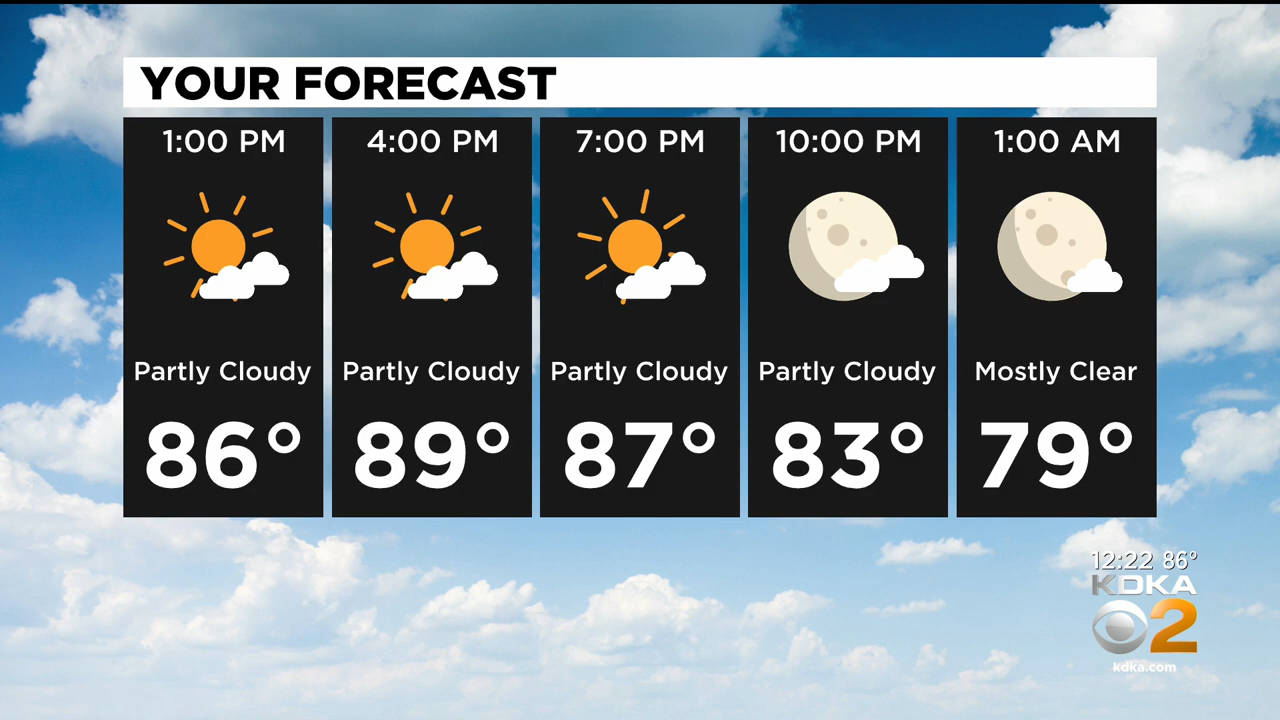 YOUR FORECAST
1:00 PM
Partly Cloudy
86°
4:00 PM
Partly Cloudy
89°
7:00 PM
Partly Cloudy
87°
10:00 PM
Partly Cloudy
83°
1:00 AM
Mostly Clear
79°
12:22 86°
KDKA
2
kdka.com